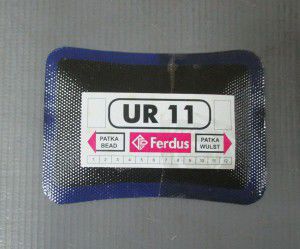 UR 11
PATKA BEAD
Ferdus
PATKA WULST
1 2 3 4 5 6 7 8 9 10 11 12